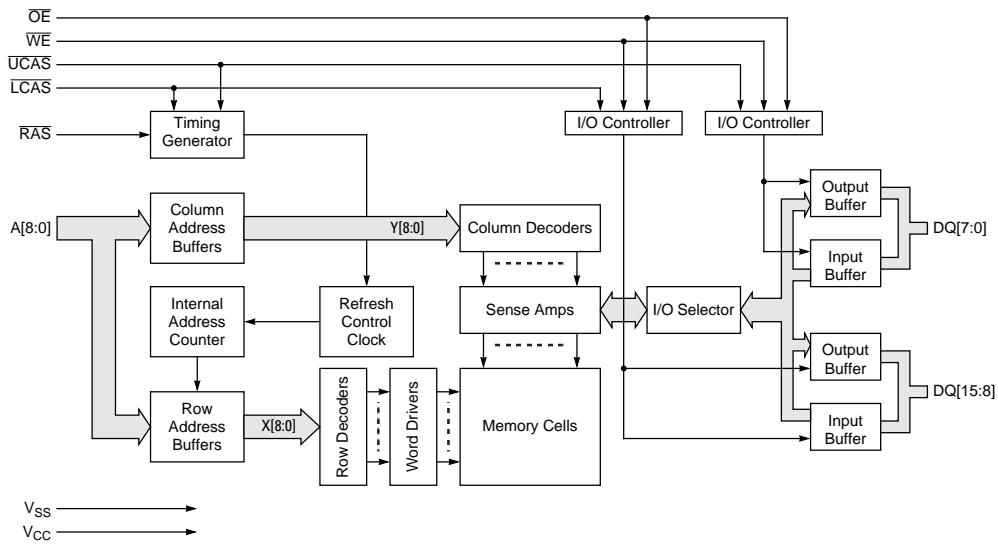 OE
WE
UCAS
LCAS
RAS
Timing
Generator
I/O Controller
I/O Controller
A[8:0]
Column
Address
Buffers
Y[8:0]
Column Decoders
Output
Buffer
DQ[7:0]
Input
Buffer
Internal
Address
Counter
Refresh
Control
Clock
Sense Amps
I/O Selector
Output
Buffer
DQ[15:8]
Input
Buffer
Row
Address
Buffers
X[8:0]
Row Decoders
Word Drivers
Memory Cells
VSS
VCC